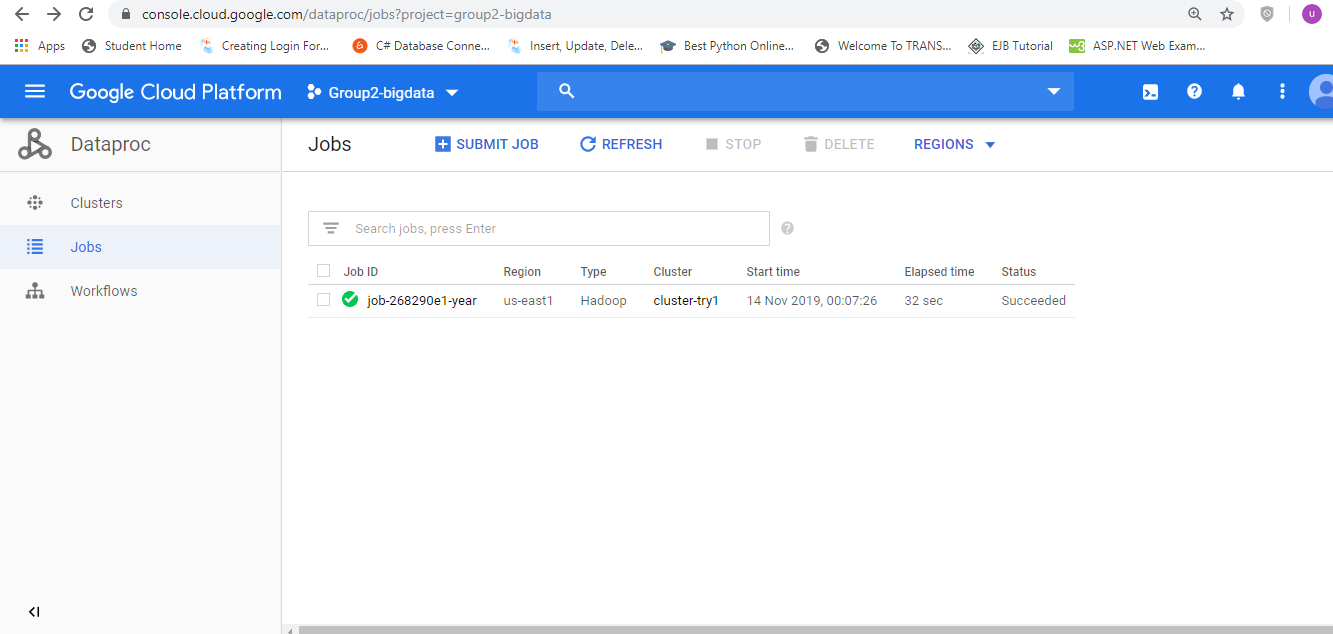 console.cloud.google.com/dataproc/jobs?project=group2-bigdata
u
Apps Student Home Creating Login For... C# Database Conne... Insert, Update, Dele... Best Python Online... Welcome To TRANS... EJB Tutorial w3 ASP.NET Web Exam...
Google Cloud Platform Group2-bigdata
Dataproc
Jobs SUBMIT JOB REFRESH STOP DELETE REGIONS
Clusters
Jobs
Workflows
Search jobs, press Enter
Job ID Region Type Cluster Start time Elapsed time Status
job-268290e1-year us-east1 Hadoop cluster-try1 14 Nov 2019, 00:07:26 32 sec Succeeded